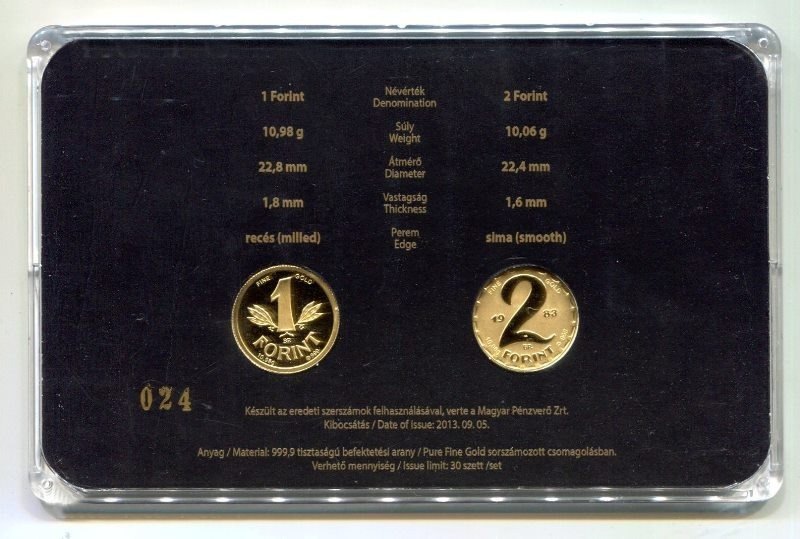 1 Forint Névérték 2 Forint
Denomination
10,98 g Súly 10,06 g
Weight
22,8 mm Átmérő 22,4 mm
Diameter
1,8 mm Vastagság 1,6 mm
Thickness
recés (milled) Perem sima (smooth)
Edge
FINE GOLD
1
BP.
FORINT
FINE GOLD
2
19 83
BP.
FORINT
024
Készült az eredeti szerszámok felhasználásával, verte a Magyar Pénzverő Zrt.
Kibocsátás / Date of issue: 2013. 09. 05.
Anyag / Material: 999,9 tisztaságú befektetési arany / Pure Fine Gold sorszámozott csomagolásban.
Verhető mennyiség / Issue limit: 30 szett /set